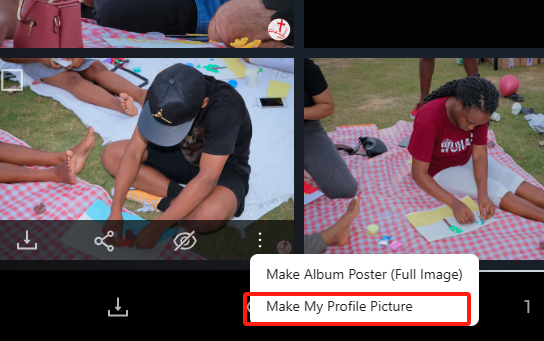 Make Album Poster (Full Image)
Make My Profile Picture
1